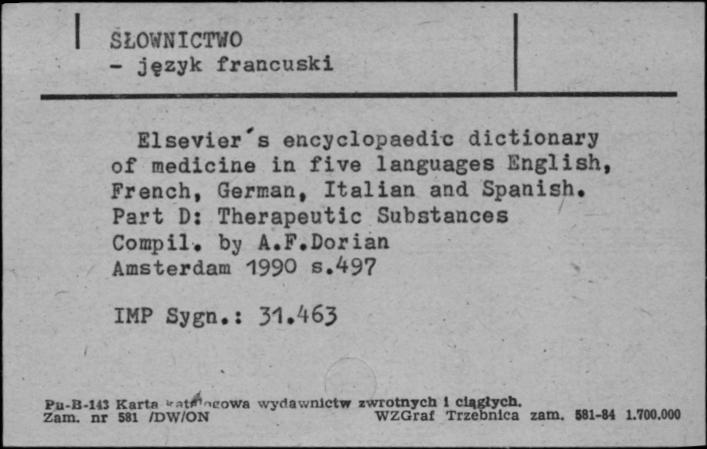 SŁOWNICTWO
- język francuski
Elsevier´s encyclopaedic dictionary
of medicine in five languages English,
French, German, Italian and Spanish.
Part D: Therapeutic Substances
Compil. by A.F.Dorian
Amsterdam 1990 s.497
IMP Sygn.: 31.463
Pu-B-143 Karta katalogowa wydawnictw zwrotnych i ciągłych.
Zam. nr 581 /DW/ON WZGraf Trzebnica zam. 581-84 1.700.000